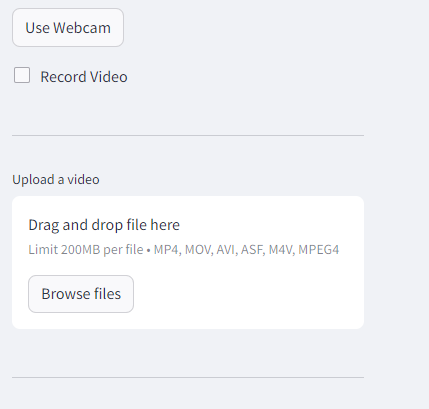 Use Webcam
Record Video
Upload a video
Drag and drop file here
Limit 200MB per file • MP4, MOV, AVI, ASF, M4V, MPEG4
Browse files